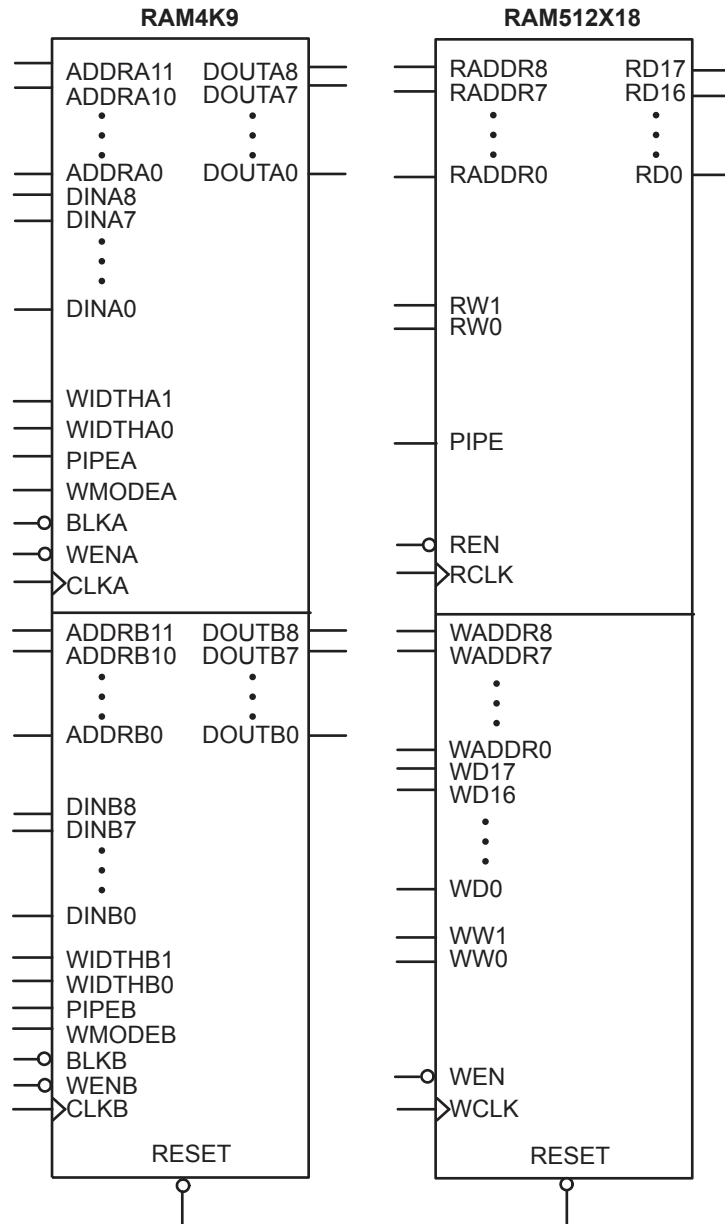 RAM4K9
ADDRA11 DOUTA8
ADDRA10 DOUTA7
ADDRA0 DOUTA0
DINA8
DINA7
DINA0
WIDTHA1
WIDTHA0
PIPEA
WMODEA
BLKA
WENA
CLKA
ADDRB11 DOUTB8
ADDRB10 DOUTB7
ADDRB0 DOUTB0
DINB8
DINB7
DINB0
WIDTHB1
WIDTHB0
PIPEB
WMODEB
BLKB
WENB
CLKB
RESET
RAM512X18
RADDR8 RD17
RADDR7 RD16
RADDR0 RD0
RW1
RW0
PIPE
REN
RCLK
WADDR8
WADDR7
WADDR0
WD17
WD16
WD0
WW1
WW0
WEN
WCLK
RESET